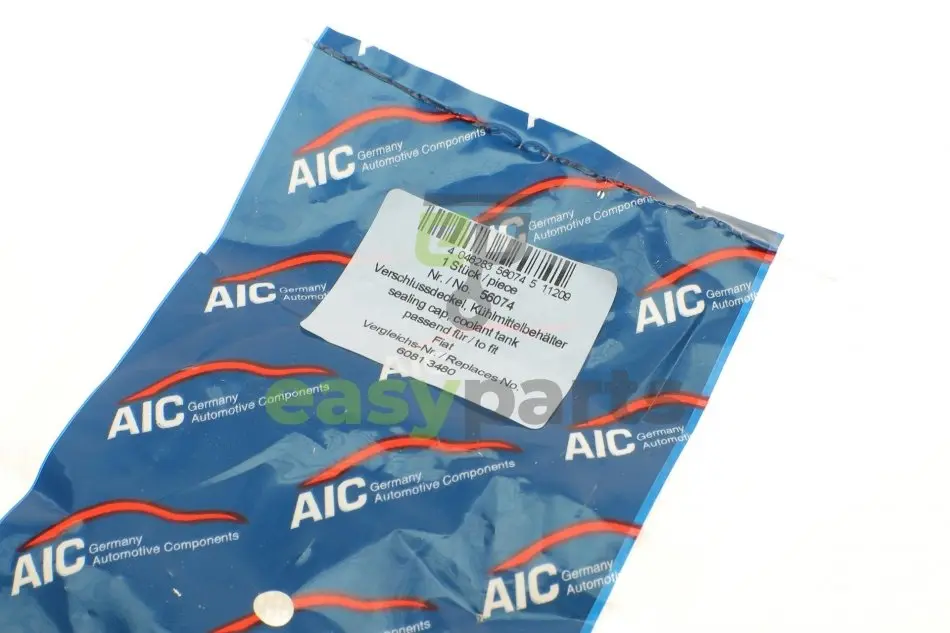 AIC Germany
Automotive Components
AIC Germany
Automotive Components
4 046283 56074 5 11209
1 Stück / piece
Nr. / No. 56074
Verschlussdeckel, Kühlmittelbehälter
sealing cap, coolant tank
passend für / to fit
Fiat
Vergleichs-Nr. / Replaces No.
6081 3480
AIC Germany
Automot
AIC Germany
Automotive
easyparts
AIC Germany
Automotive Components
AIC Germany
Automotive
AIC Germany
Automotive Components
AIC Germany
Automotive Components
AIC Germany
Automoti